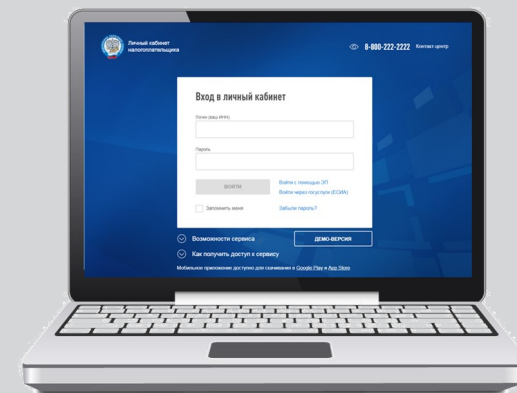 Личный кабинет
налогоплательщика
8-800-222-2222 Контакт-центр
Вход в личный кабинет
Логин (ваш ИНН)
Пароль
ВОЙТИ
Войти с помощью ЭП
Войти через госуслуги (ЕСИА)
Запомнить меня
Забыли пароль?
Возможности сервиса
ДЕМО-ВЕРСИЯ
Как получить доступ к сервису
Мобильное приложение доступно для скачивания в Google Play и App Store